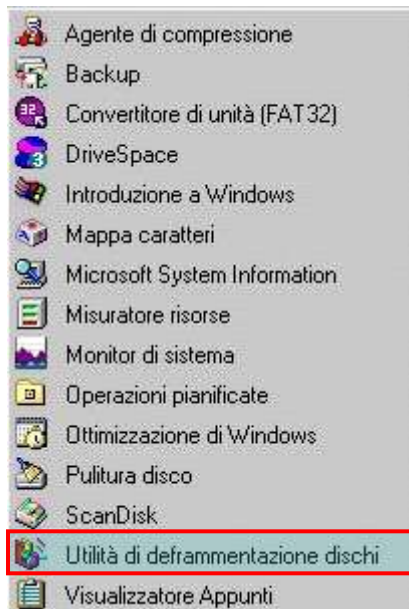 Agente di compressione
Backup
Convertitore di unità (FAT32)
DriveSpace
Introduzione a Windows
Mappa caratteri
Microsoft System Information
Misuratore risorse
Monitor di sistema
Operazioni pianificate
Ottimizzazione di Windows
Pulitura disco
ScanDisk
Utilità di deframmentazione dischi
Visualizzatore Appunti